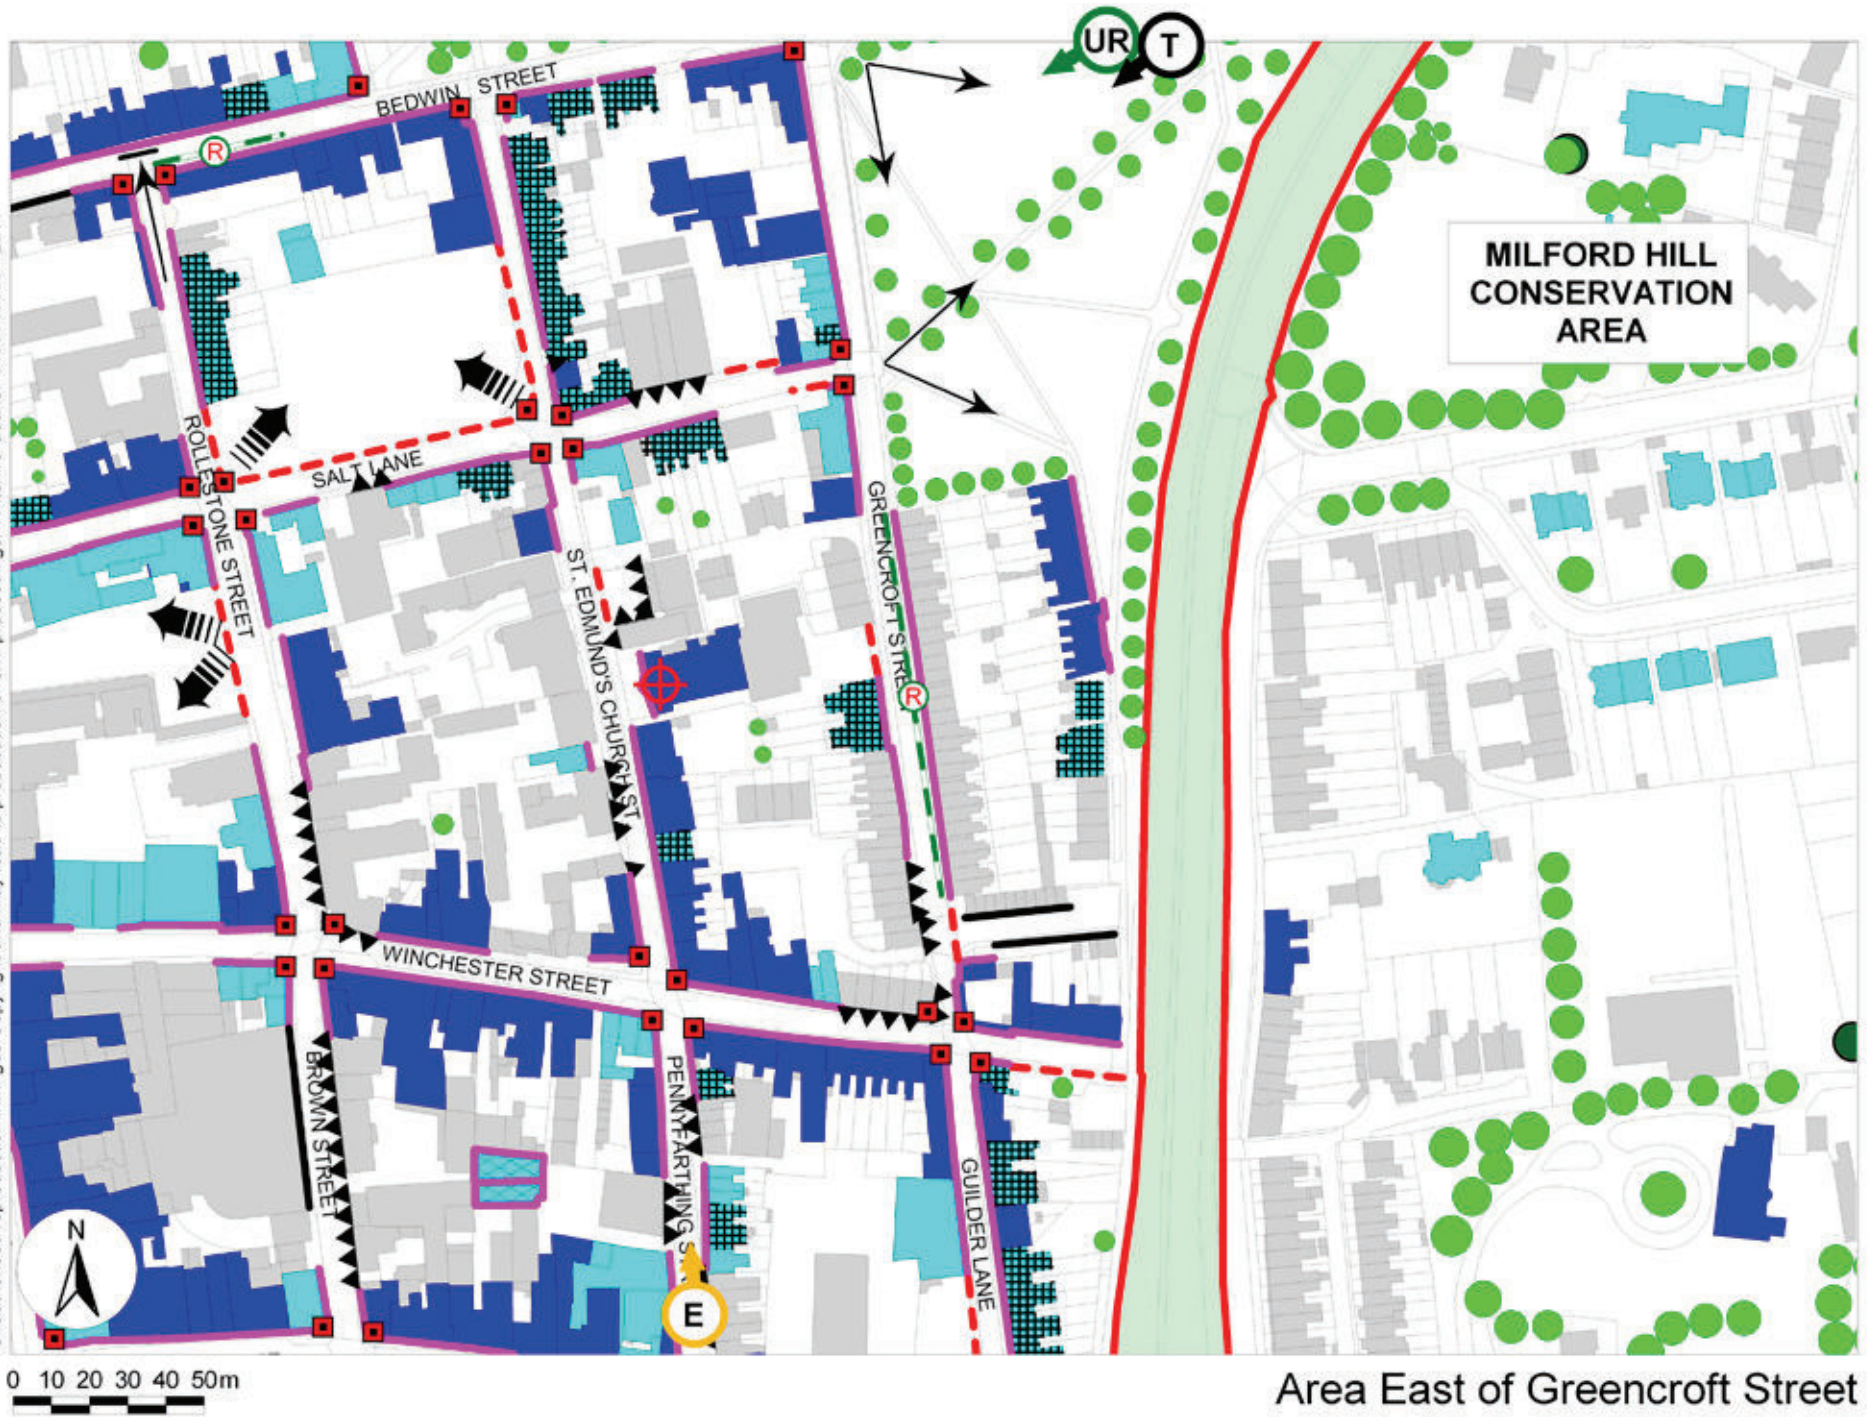 UR
T
BEDWIN STREET
R
MILFORD HILL
CONSERVATION
AREA
ROLLESTONE STREET
SALT LANE
GREENCROFT STREET
ST. EDMUND'S CHURCH ST.
R
WINCHESTER STREET
BROWN STREET
PENNYFARTHING
GUILDER LANE
N
E
0 10 20 30 40 50m
Area East of Greencroft Street